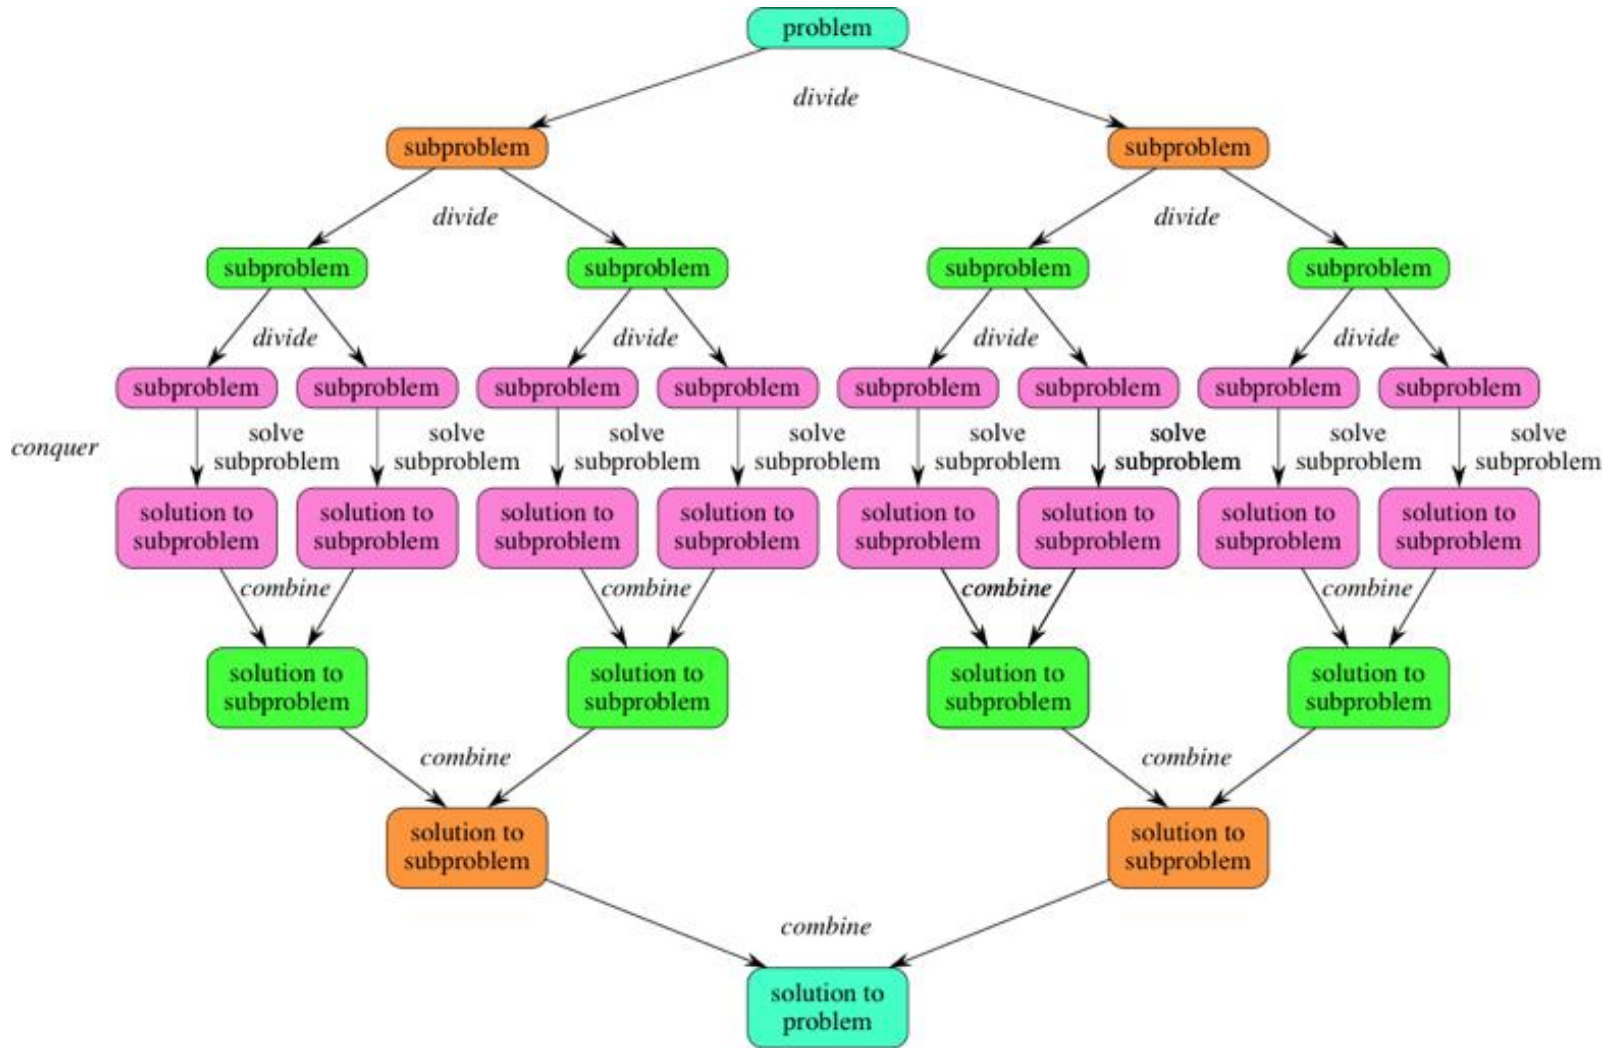 problem
divide
subproblem subproblem
divide divide
subproblem subproblem subproblem subproblem
divide divide divide divide
subproblem subproblem subproblem subproblem subproblem subproblem subproblem subproblem
conquer
solve solve solve solve solve solve solve solve
subproblem subproblem subproblem subproblem subproblem subproblem subproblem subproblem
solution to solution to solution to solution to solution to solution to solution to solution to
subproblem subproblem subproblem subproblem subproblem subproblem subproblem subproblem
combine combine combine combine
solution to solution to solution to solution to
subproblem subproblem subproblem subproblem
combine combine
solution to solution to
subproblem subproblem
combine
solution to
problem